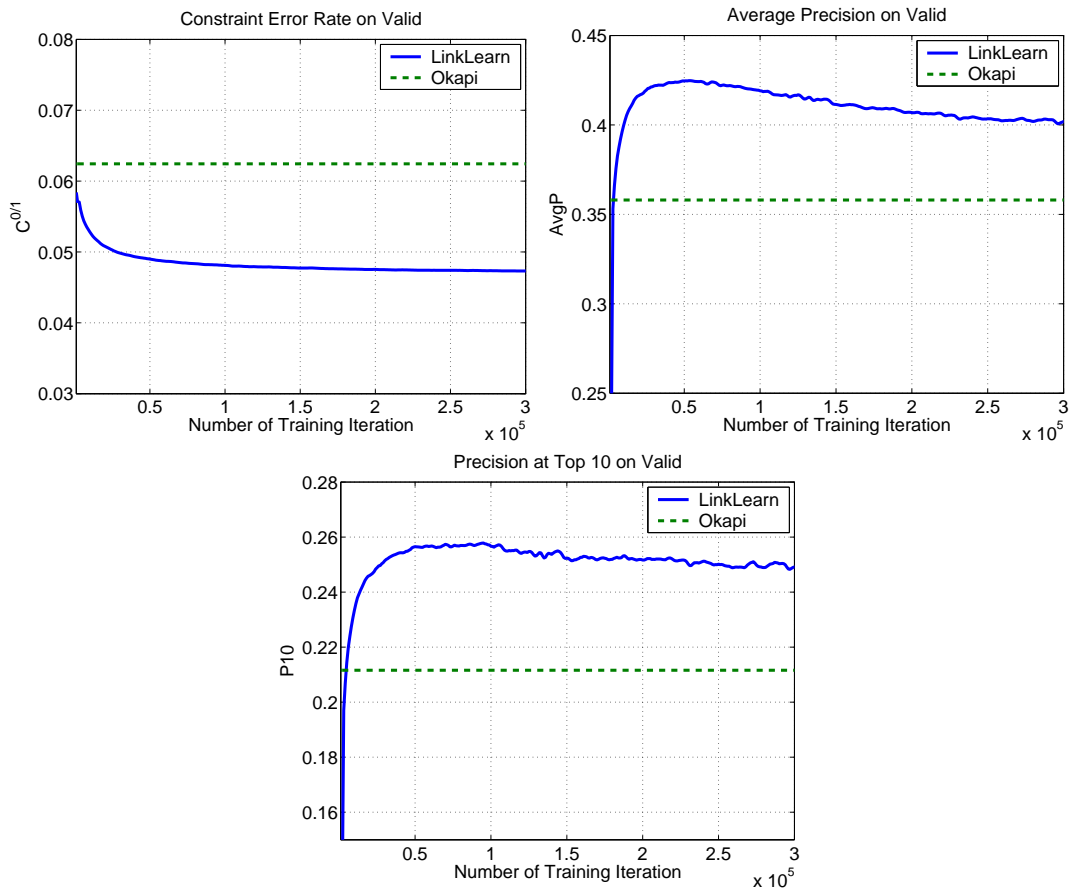 Constraint Error Rate on Valid
0.08
0.07
0.06
0.05
0.04
0.03
C^0/1
LinkLearn
Okapi
0.5 1 1.5 2 2.5 3
Number of Training Iteration
x 10^5
Average Precision on Valid
0.45
0.4
0.35
0.3
0.25
AvgP
LinkLearn
Okapi
0.5 1 1.5 2 2.5 3
Number of Training Iteration
x 10^5
Precision at Top 10 on Valid
0.28
0.26
0.24
0.22
0.2
0.18
0.16
P10
LinkLearn
Okapi
0.5 1 1.5 2 2.5 3
Number of Training Iteration
x 10^5